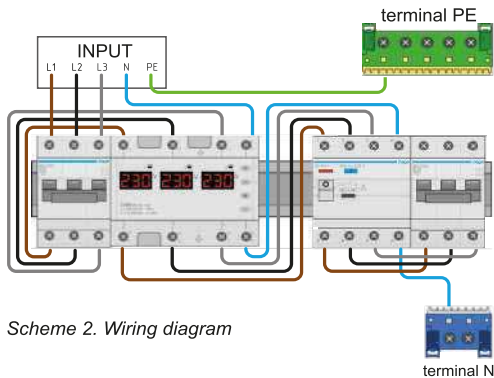 terminal PE
INPUT
L1 L2 L3 N PE
230 230 230
Scheme 2. Wiring diagram
terminal N